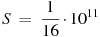 S = 1/16 · 10^11